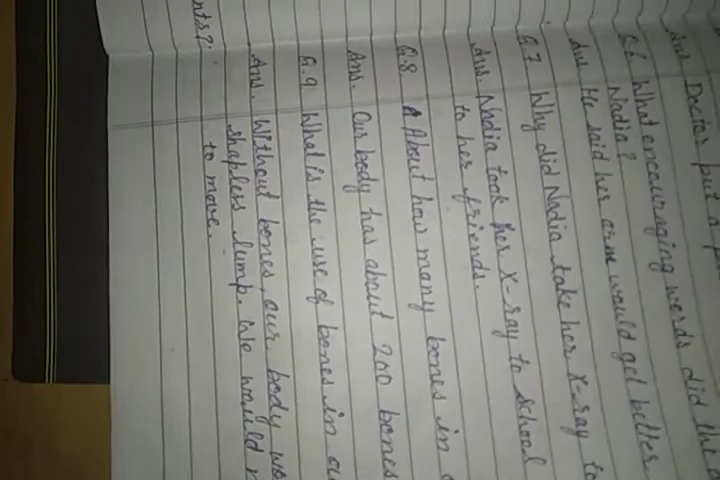 Ans. Doctor put a
Q.6 What encouraging words did the
Nadia?
Ans. He said her arm would get better
Q.7 Why did Nadia take her X-ray to
Ans. Nadia took her X-ray to school
to her friends.
Q.8. About how many bones in
Ans. Our body has about 200 bones
Q.9 What is the use of bones in
Ans. Without bones, our body
shapless lump. We would
to move.
nts?